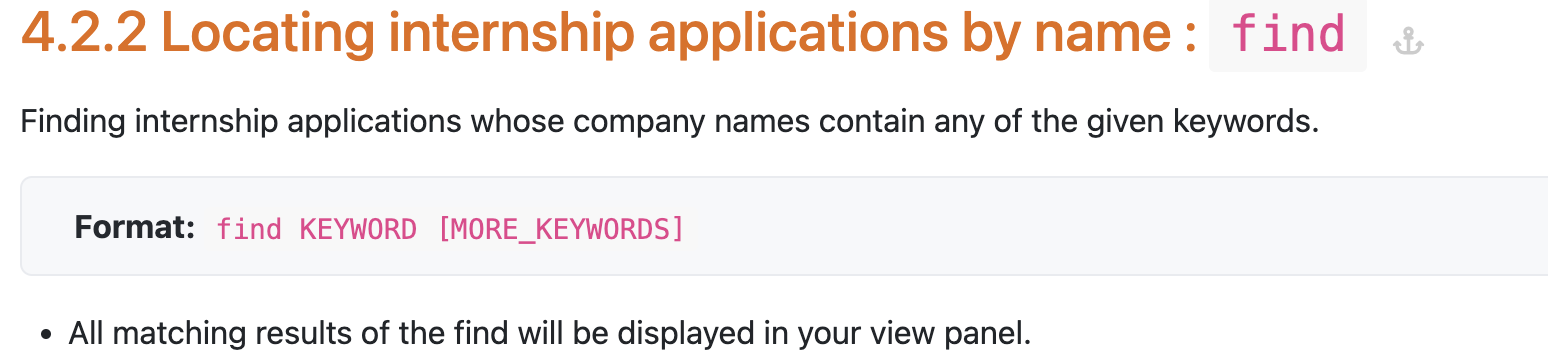 4.2.2 Locating internship applications by name : find
Finding internship applications whose company names contain any of the given keywords.
Format: find KEYWORD [MORE_KEYWORDS]
• All matching results of the find will be displayed in your view panel.